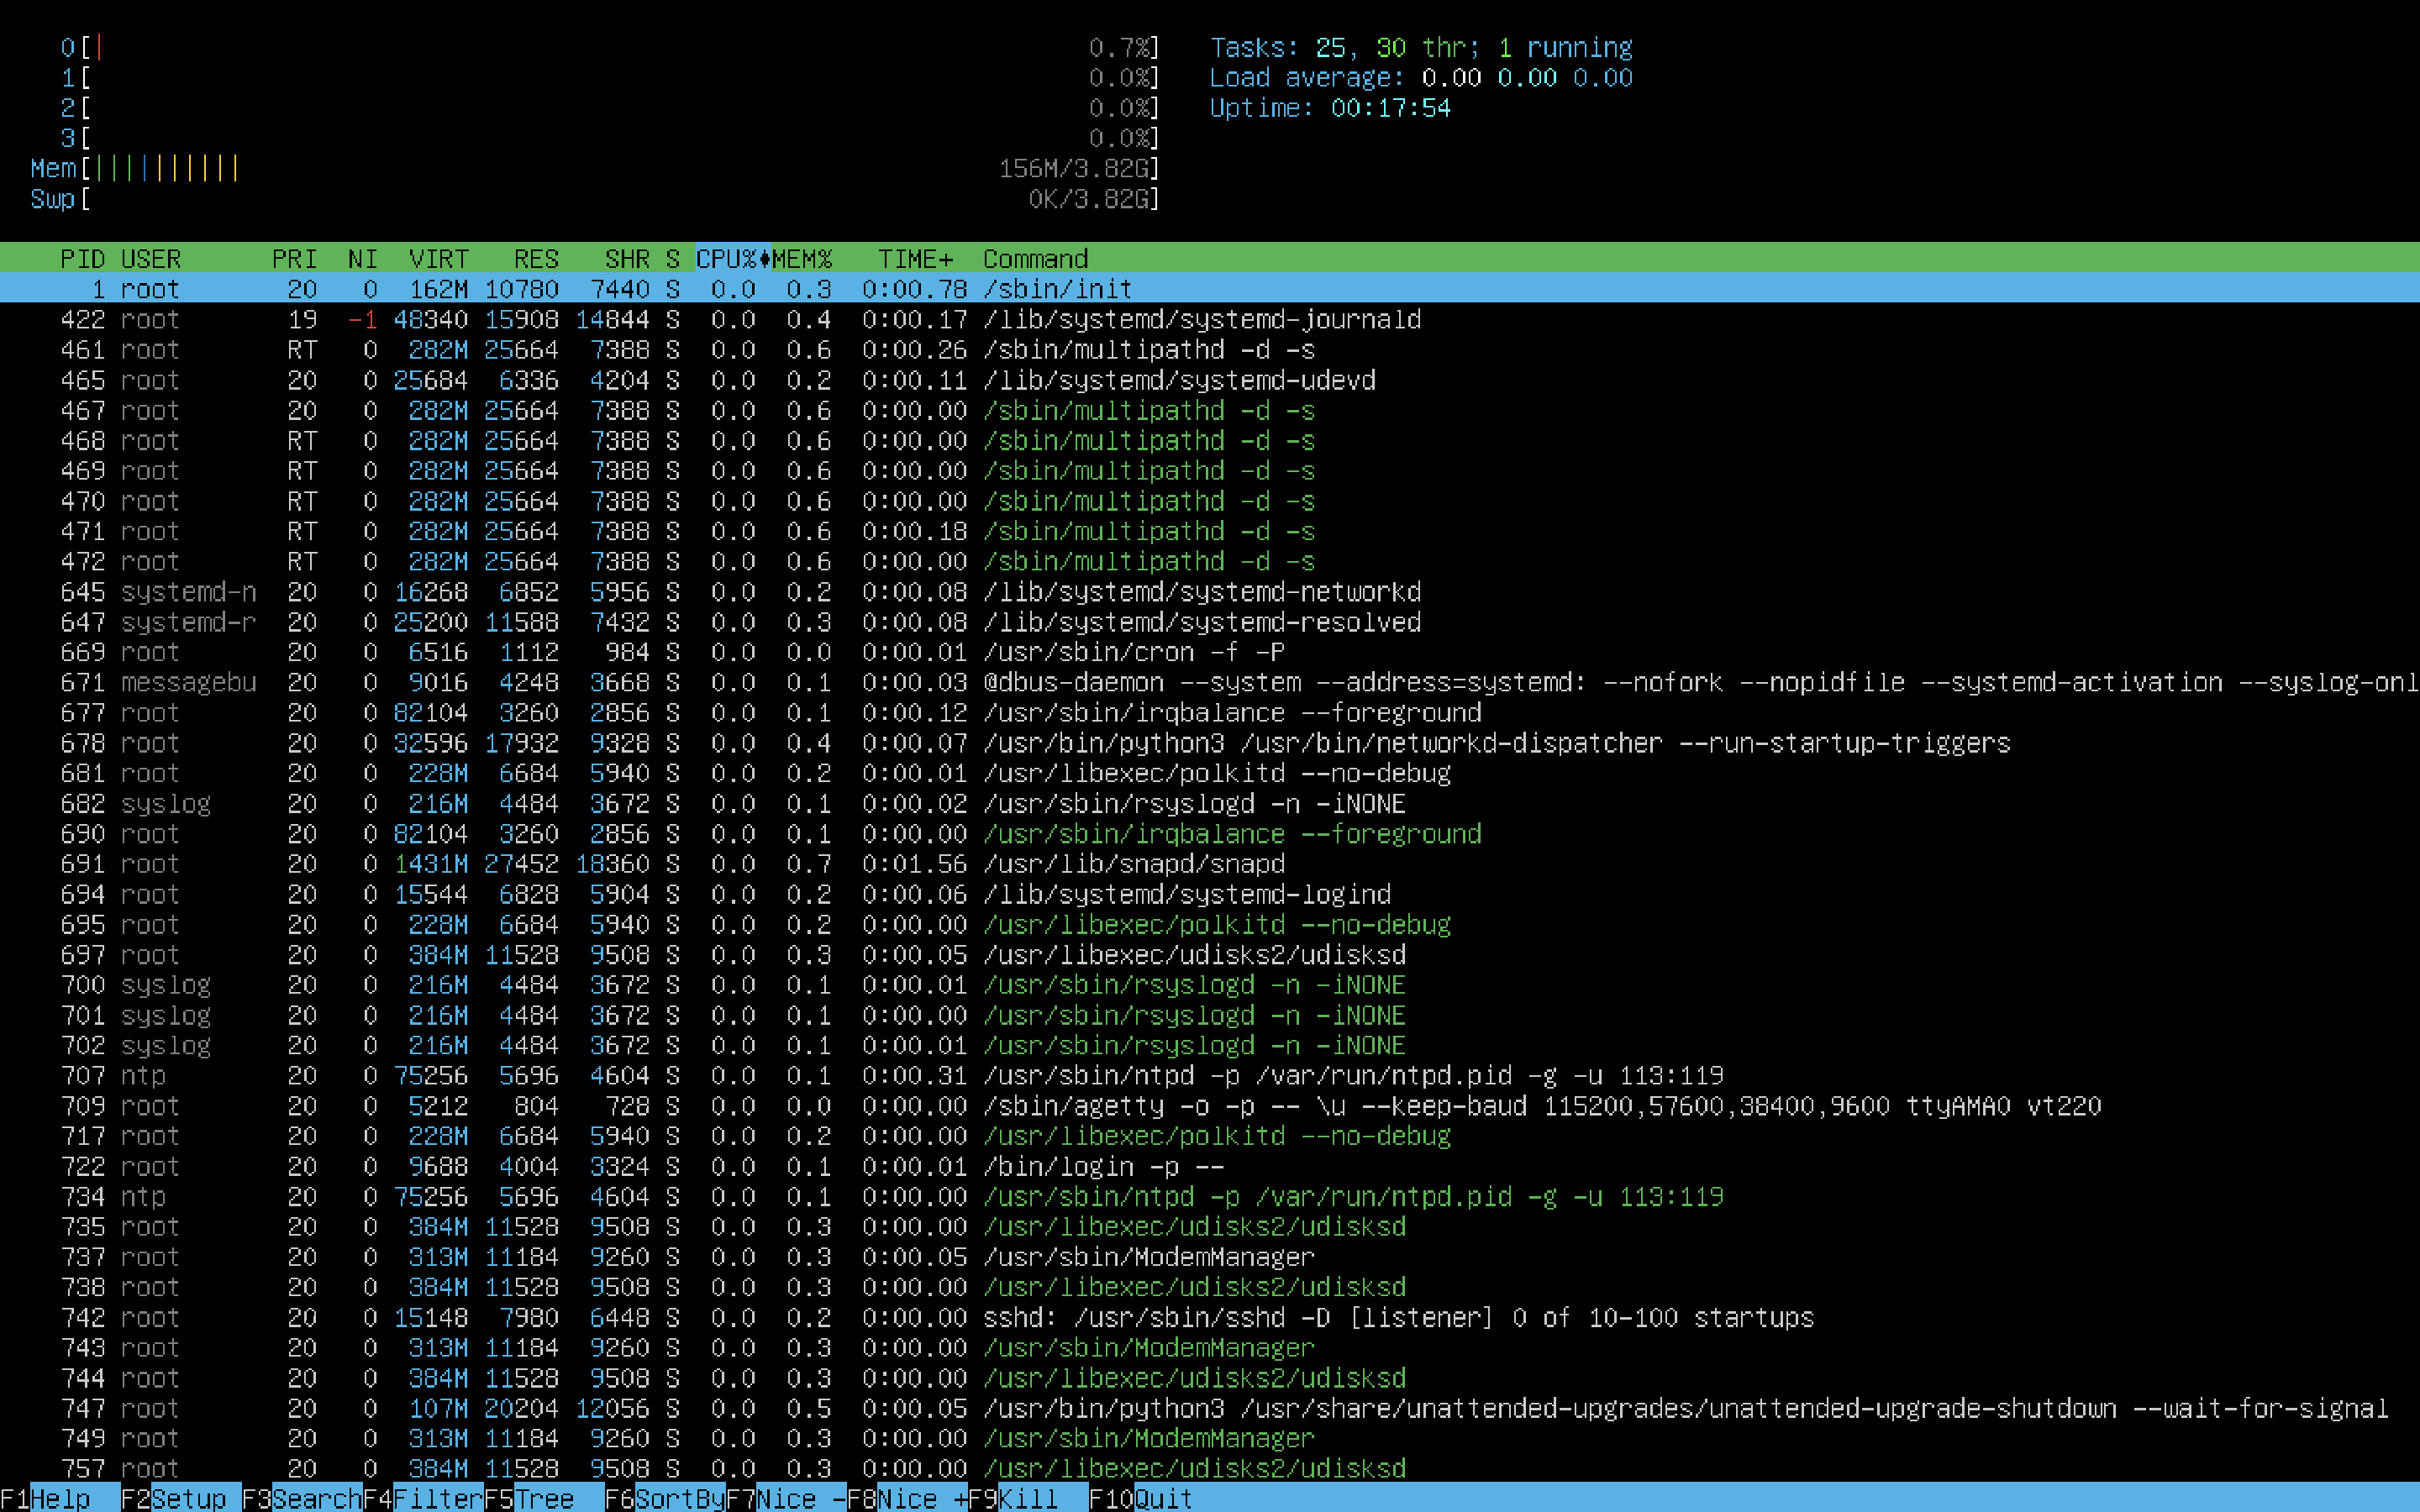 0[|                                                                  0.7%]   Tasks: 25, 30 thr; 1 running
1[                                                                   0.0%]   Load average: 0.00 0.00 0.00
2[                                                                   0.0%]   Uptime: 00:17:54
3[                                                                   0.0%]
Mem[||||||||||                                                 156M/3.82G]
Swp[                                                             0K/3.82G]
PID USER      PRI  NI  VIRT   RES   SHR S CPU%♦MEM%   TIME+  Command
1 root       20   0  162M 10780  7440 S  0.0  0.3  0:00.78 /sbin/init
422 root       19  -1 48340 15908 14844 S  0.0  0.4  0:00.17 /lib/systemd/systemd-journald
461 root       RT   0  282M 25664  7388 S  0.0  0.6  0:00.26 /sbin/multipathd -d -s
465 root       20   0 25684  6336  4204 S  0.0  0.2  0:00.11 /lib/systemd/systemd-udevd
467 root       20   0  282M 25664  7388 S  0.0  0.6  0:00.00 /sbin/multipathd -d -s
468 root       RT   0  282M 25664  7388 S  0.0  0.6  0:00.00 /sbin/multipathd -d -s
469 root       RT   0  282M 25664  7388 S  0.0  0.6  0:00.00 /sbin/multipathd -d -s
470 root       RT   0  282M 25664  7388 S  0.0  0.6  0:00.00 /sbin/multipathd -d -s
471 root       RT   0  282M 25664  7388 S  0.0  0.6  0:00.18 /sbin/multipathd -d -s
472 root       RT   0  282M 25664  7388 S  0.0  0.6  0:00.00 /sbin/multipathd -d -s
645 systemd-n  20   0 16268  6852  5956 S  0.0  0.2  0:00.08 /lib/systemd/systemd-networkd
647 systemd-r  20   0 25200 11588  7432 S  0.0  0.3  0:00.08 /lib/systemd/systemd-resolved
669 root       20   0  6516  1112   984 S  0.0  0.0  0:00.01 /usr/sbin/cron -f -P
671 messagebu  20   0  9016  4248  3668 S  0.0  0.1  0:00.03 @dbus-daemon --system --address=systemd: --nofork --nopidfile --systemd-activation --syslog-onl
677 root       20   0 82104  3260  2856 S  0.0  0.1  0:00.12 /usr/sbin/irqbalance --foreground
678 root       20   0 32596 17932  9328 S  0.0  0.4  0:00.07 /usr/bin/python3 /usr/bin/networkd-dispatcher --run-startup-triggers
681 root       20   0  228M  6684  5940 S  0.0  0.2  0:00.01 /usr/libexec/polkitd --no-debug
682 syslog     20   0  216M  4484  3672 S  0.0  0.1  0:00.02 /usr/sbin/rsyslogd -n -iNONE
690 root       20   0 82104  3260  2856 S  0.0  0.1  0:00.00 /usr/sbin/irqbalance --foreground
691 root       20   0 1431M 27452 18360 S  0.0  0.7  0:01.56 /usr/lib/snapd/snapd
694 root       20   0 15544  6828  5904 S  0.0  0.2  0:00.06 /lib/systemd/systemd-logind
695 root       20   0  228M  6684  5940 S  0.0  0.2  0:00.00 /usr/libexec/polkitd --no-debug
697 root       20   0  384M 11528  9508 S  0.0  0.3  0:00.05 /usr/libexec/udisks2/udisksd
700 syslog     20   0  216M  4484  3672 S  0.0  0.1  0:00.01 /usr/sbin/rsyslogd -n -iNONE
701 syslog     20   0  216M  4484  3672 S  0.0  0.1  0:00.00 /usr/sbin/rsyslogd -n -iNONE
702 syslog     20   0  216M  4484  3672 S  0.0  0.1  0:00.01 /usr/sbin/rsyslogd -n -iNONE
707 ntp        20   0 75256  5696  4604 S  0.0  0.1  0:00.31 /usr/sbin/ntpd -p /var/run/ntpd.pid -g -u 113:119
709 root       20   0  5212   804   728 S  0.0  0.0  0:00.00 /sbin/agetty -o -p -- \u --keep-baud 115200,57600,38400,9600 ttyAMA0 vt220
717 root       20   0  228M  6684  5940 S  0.0  0.2  0:00.00 /usr/libexec/polkitd --no-debug
722 root       20   0  9688  4004  3324 S  0.0  0.1  0:00.01 /bin/login -p --
734 ntp        20   0 75256  5696  4604 S  0.0  0.1  0:00.00 /usr/sbin/ntpd -p /var/run/ntpd.pid -g -u 113:119
735 root       20   0  384M 11528  9508 S  0.0  0.3  0:00.00 /usr/libexec/udisks2/udisksd
737 root       20   0  313M 11184  9260 S  0.0  0.3  0:00.05 /usr/sbin/ModemManager
738 root       20   0  384M 11528  9508 S  0.0  0.3  0:00.00 /usr/libexec/udisks2/udisksd
742 root       20   0 15148  7980  6448 S  0.0  0.2  0:00.00 sshd: /usr/sbin/sshd -D [listener] 0 of 10-100 startups
743 root       20   0  313M 11184  9260 S  0.0  0.3  0:00.00 /usr/sbin/ModemManager
744 root       20   0  384M 11528  9508 S  0.0  0.3  0:00.00 /usr/libexec/udisks2/udisksd
747 root       20   0  107M 20204 12056 S  0.0  0.5  0:00.05 /usr/bin/python3 /usr/share/unattended-upgrades/unattended-upgrade-shutdown --wait-for-signal
749 root       20   0  313M 11184  9260 S  0.0  0.3  0:00.00 /usr/sbin/ModemManager
757 root       20   0  384M 11528  9508 S  0.0  0.3  0:00.00 /usr/libexec/udisks2/udisksd
F1Help  F2Setup F3SearchF4FilterF5Tree  F6SortByF7Nice -F8Nice +F9Kill  F10Quit